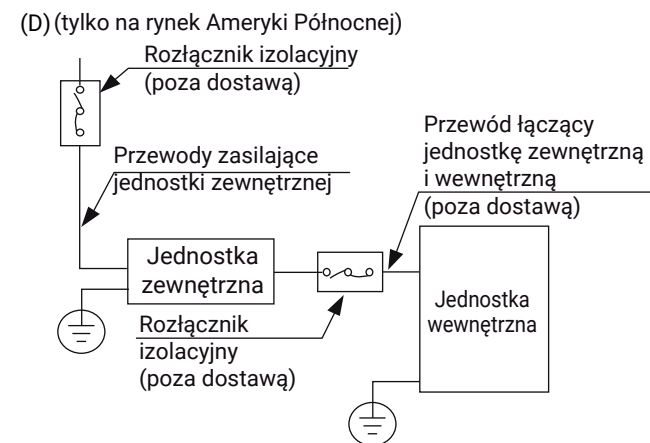 (D) (tylko na rynek Ameryki Północnej)
Rozłącznik izolacyjny
(poza dostawą)
Przewód łączący
jednostkę zewnętrzną
i wewnętrzną
(poza dostawą)
Przewody zasilające
jednostki zewnętrznej
Jednostka
zewnętrzna
Jednostka
wewnętrzna
Rozłącznik
izolacyjny
(poza dostawą)